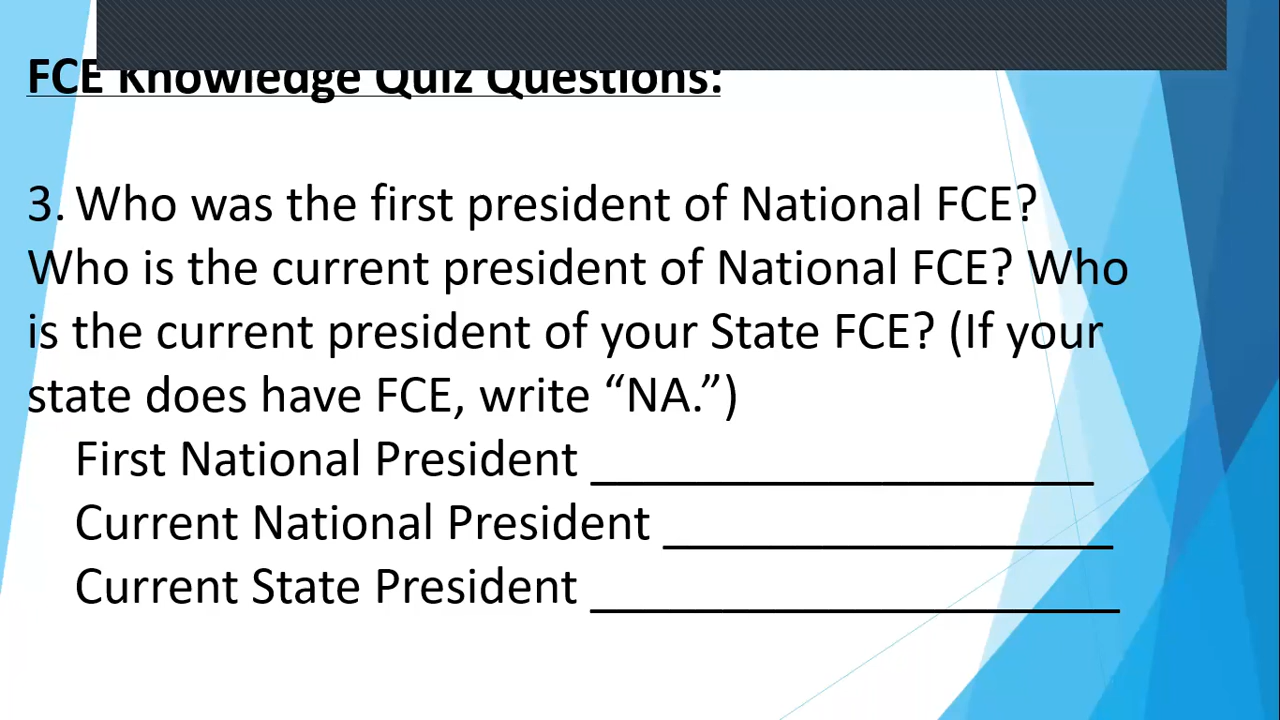 FCE Knowledge Quiz Questions:
3. Who was the first president of National FCE?
Who is the current president of National FCE? Who
is the current president of your State FCE? (If your
state does have FCE, write “NA.”)
First National President ____________________
Current National President __________________
Current State President _____________________